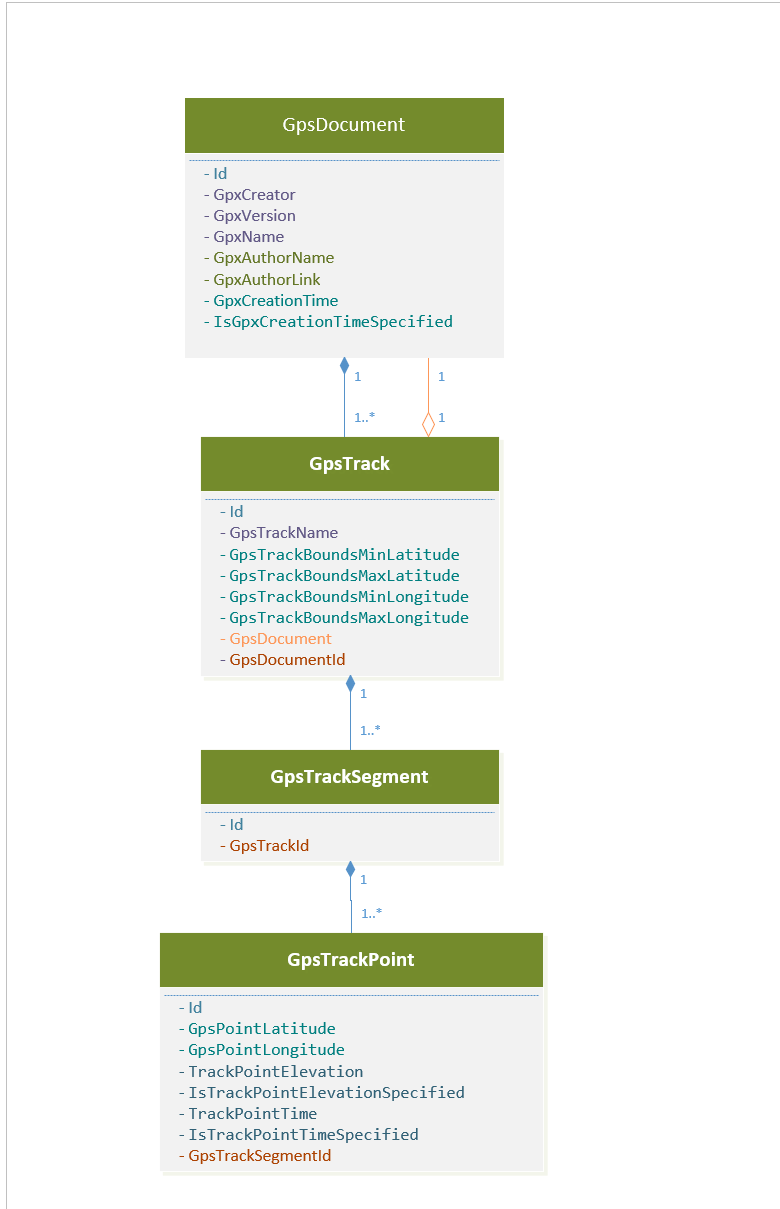 GpsDocument
- Id
- GpxCreator
- GpxVersion
- GpxName
- GpxAuthorName
- GpxAuthorLink
- GpxCreationTime
- IsGpxCreationTimeSpecified
1 1
1..* 1
GpsTrack
- Id
- GpsTrackName
- GpsTrackBoundsMinLatitude
- GpsTrackBoundsMaxLatitude
- GpsTrackBoundsMinLongitude
- GpsTrackBoundsMaxLongitude
- GpsDocument
- GpsDocumentId
1
1..*
GpsTrackSegment
- Id
- GpsTrackId
1
1..*
GpsTrackPoint
- Id
- GpsPointLatitude
- GpsPointLongitude
- TrackPointElevation
- IsTrackPointElevationSpecified
- TrackPointTime
- IsTrackPointTimeSpecified
- GpsTrackSegmentId